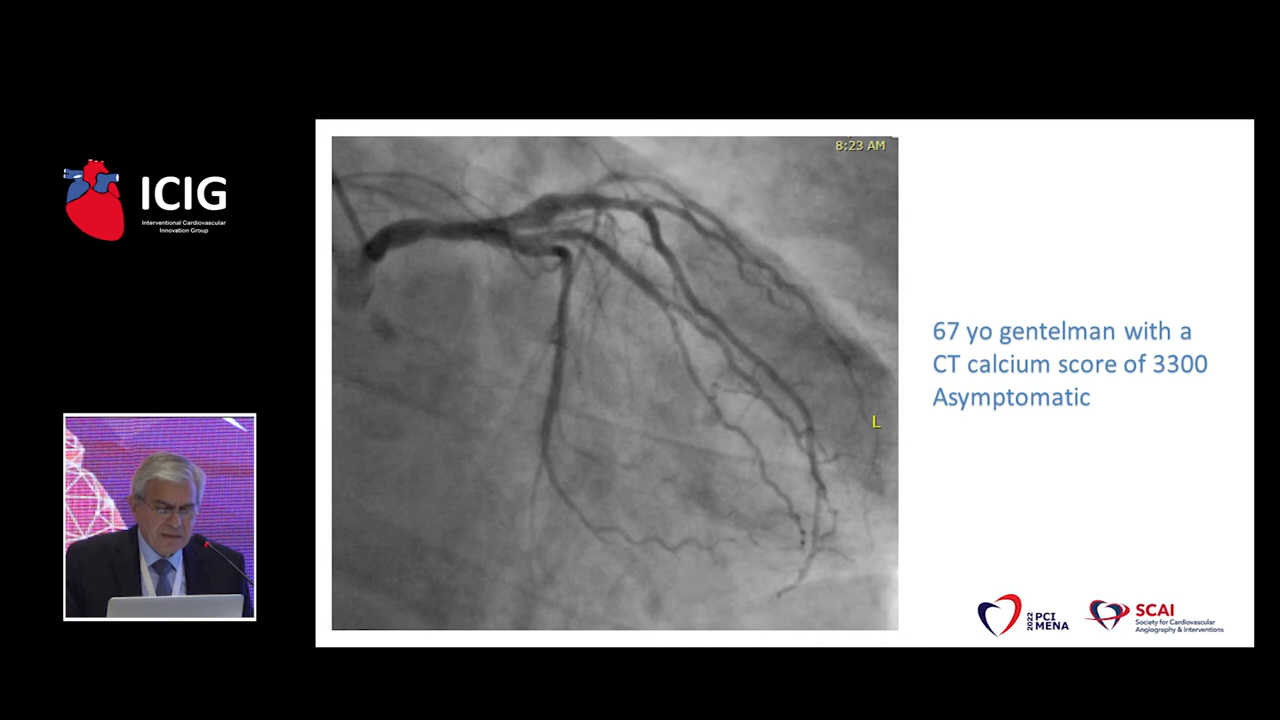 ICIG
Interventional Cardiovascular
Innovation Group
8:23 AM
L
67 yo gentelman with a
CT calcium score of 3300
Asymptomatic
2022 PCI
MENA
SCAI
Society for Cardiovascular
Angiography & Interventions